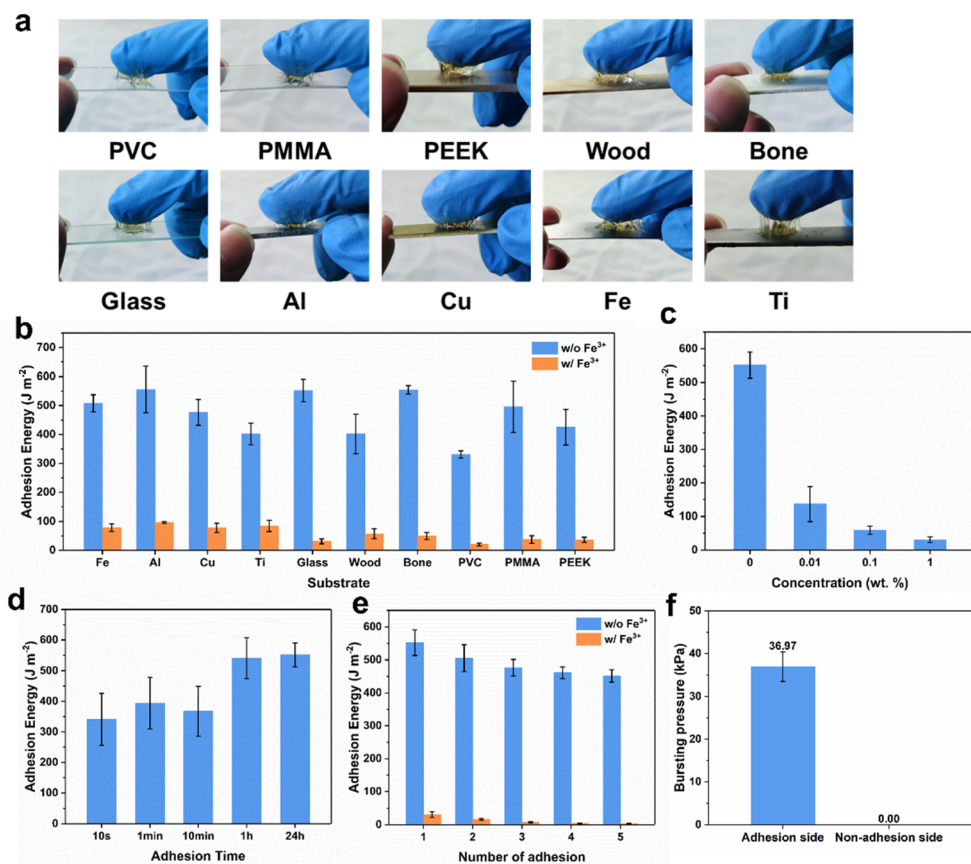 a
PVC PMMA PEEK Wood Bone
Glass Al Cu Fe Ti
b
Adhesion Energy (J m⁻²)
700
600
500
400
300
200
100
0
w/o Fe³⁺
w/ Fe³⁺
Fe Al Cu Ti Glass Wood Bone PVC PMMA PEEK
Substrate
c
Adhesion Energy (J m⁻²)
600
500
400
300
200
100
0
0 0.01 0.1 1
Concentration (wt. %)
d
Adhesion Energy (J m⁻²)
700
600
500
400
300
200
100
0
10s 1min 10min 1h 24h
Adhesion Time
e
Adhesion Energy (J m⁻²)
600
500
400
300
200
100
0
w/o Fe³⁺
w/ Fe³⁺
1 2 3 4 5
Number of adhesion
f
Bursting pressure (kPa)
50
40
30
20
10
0
36.97
0.00
Adhesion side Non-adhesion side